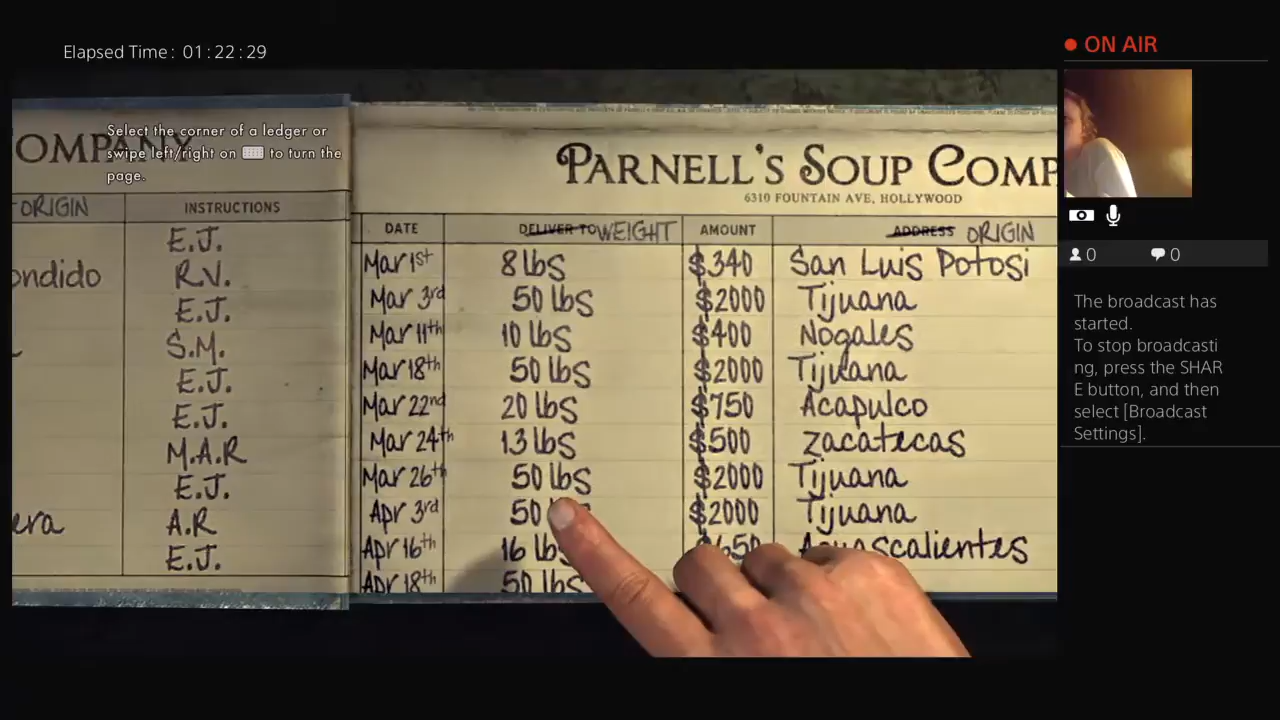 Elapsed Time: 01:22:29
ON AIR
Select the corner of a ledger or
swipe left/right on to turn the
page.
0 0
The broadcast has
started.
To stop broadcasti
ng, press the SHAR
E button, and then
select [Broadcast
Settings].
OMPANY
ORIGIN INSTRUCTIONS
E.J.
ondido R.V.
E.J.
S.M.
E.J.
E.J.
M.A.R
E.J.
era A.R
E.J.
PARNELL'S SOUP COMP
6310 FOUNTAIN AVE, HOLLYWOOD
DATE DELIVER TO WEIGHT AMOUNT ADDRESS ORIGIN
Mar 1st 8 lbs $340 San Luis Potosi
Mar 3rd 50 lbs $2000 Tijuana
Mar 11th 10 lbs $400 Nogales
Mar 18th 50 lbs $2000 Tijuana
Mar 22nd 20 lbs $750 Acapulco
Mar 24th 13 lbs $500 Zacatecas
Mar 26th 50 lbs $2000 Tijuana
Apr 3rd 50 lbs $2000 Tijuana
Apr 16th 16 lbs $650 Aguascalientes
Apr 18th 50 lbs